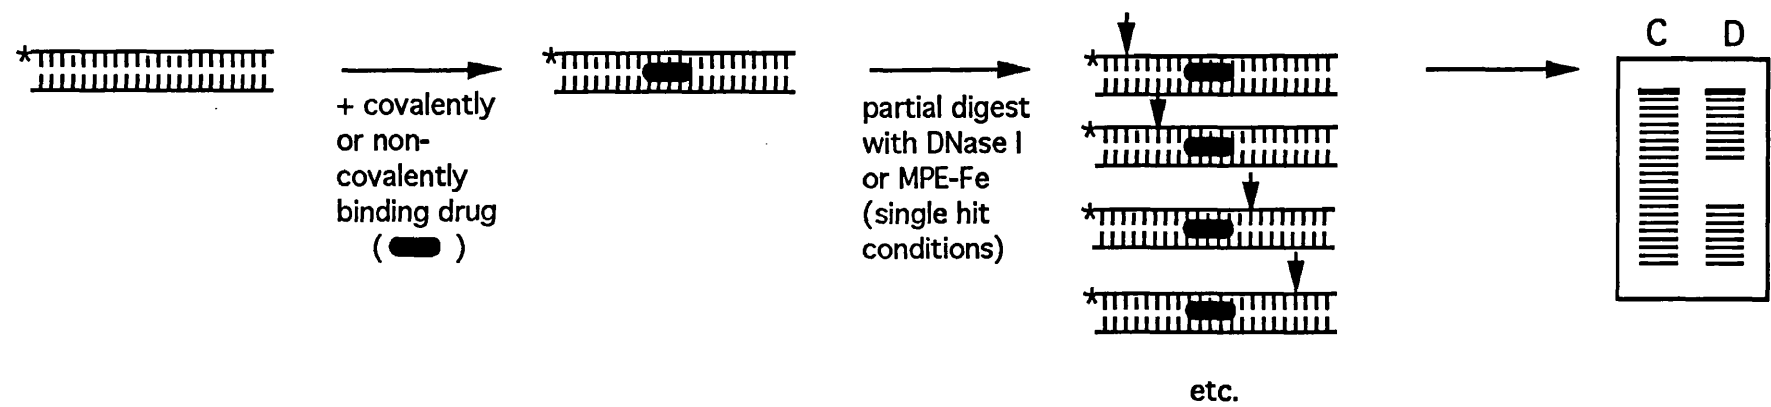 *
+ covalently
or non-
covalently
binding drug
( )
*
partial digest
with DNase I
or MPE-Fe
(single hit
conditions)
*
*
*
*
etc.
C D